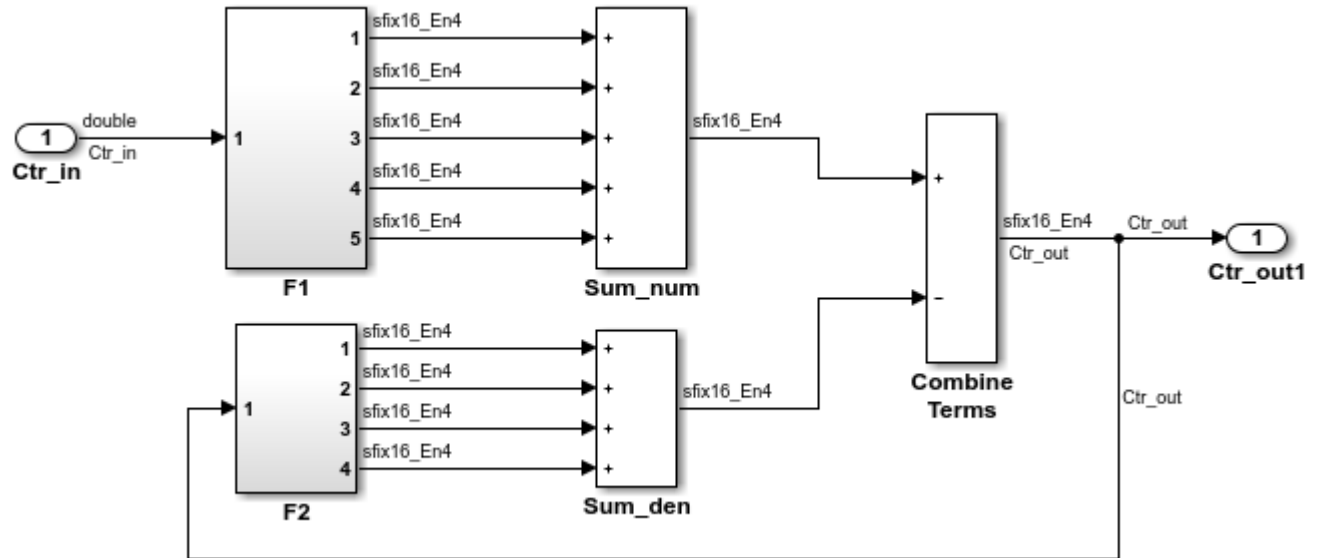 1
Ctr_in
double
Ctr_in
1
1
2
3
4
5
F1
sfix16_En4
sfix16_En4
sfix16_En4
sfix16_En4
sfix16_En4
+
+
+
+
+
Sum_num
sfix16_En4
1
1
2
3
4
F2
sfix16_En4
sfix16_En4
sfix16_En4
sfix16_En4
+
+
+
+
Sum_den
sfix16_En4
+
-
Combine
Terms
sfix16_En4
Ctr_out
Ctr_out
1
Ctr_out1
Ctr_out